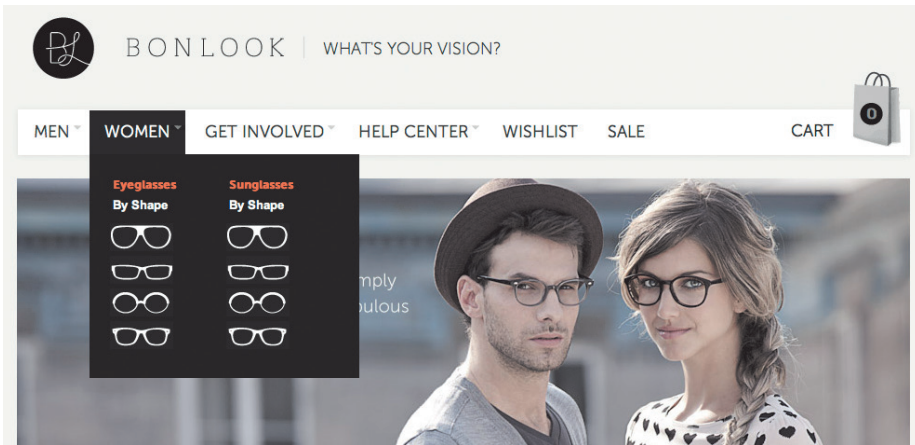 BL
BONLOOK WHAT'S YOUR VISION?
0
MEN WOMEN GET INVOLVED HELP CENTER WISHLIST SALE CART
Eyeglasses Sunglasses
By Shape By Shape